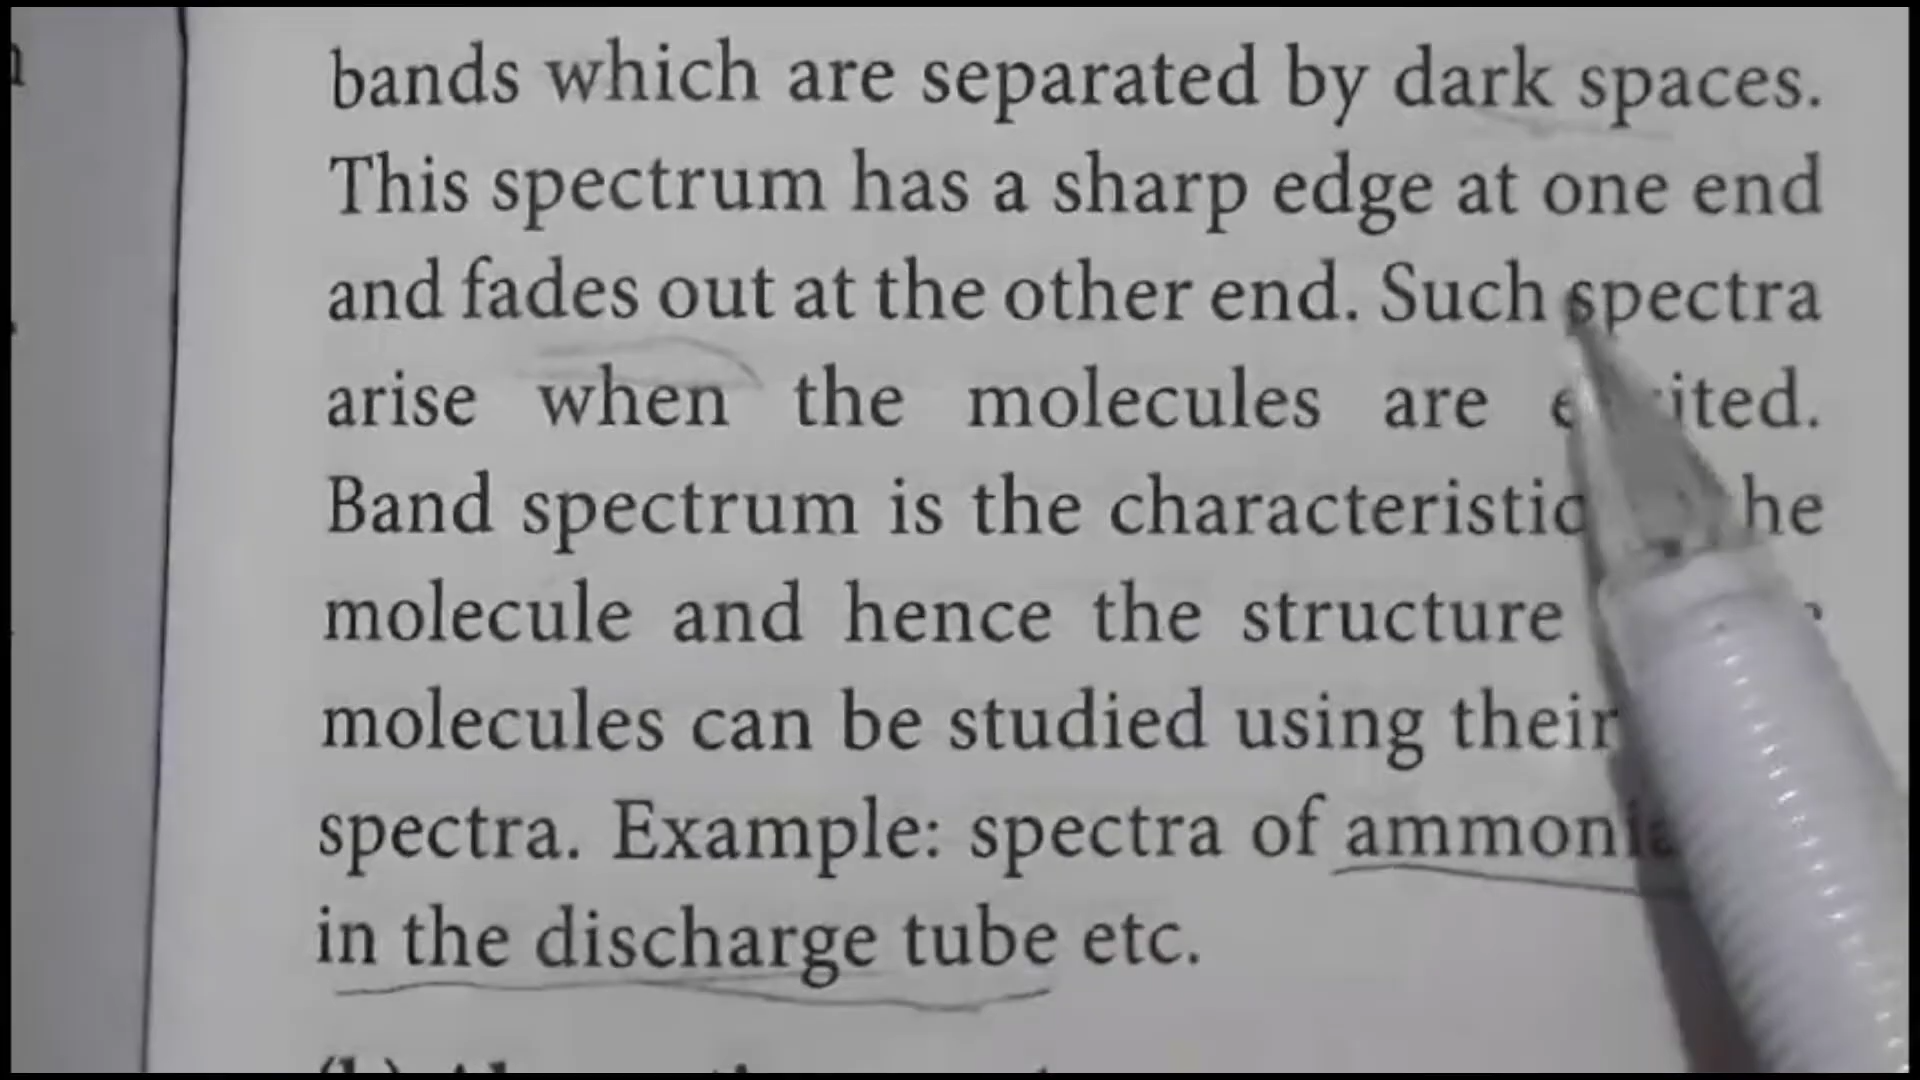 bands which are separated by dark spaces.
This spectrum has a sharp edge at one end
and fades out at the other end. Such spectra
arise when the molecules are
Band spectrum is the characteristic
molecule and hence the structure
molecules can be studied using their
spectra. Example: spectra of ammonia
in the discharge tube etc.